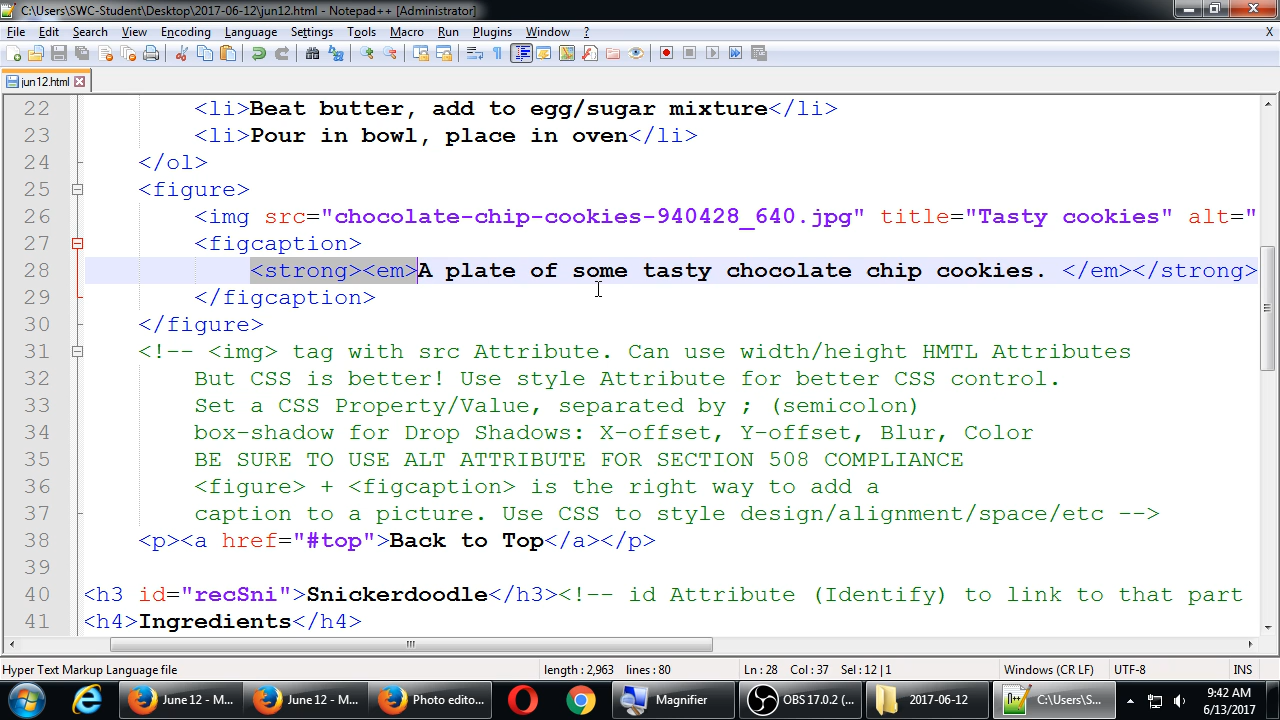 C:\Users\SWC-Student\Desktop\2017-06-12\jun12.html - Notepad++ [Administrator]
File Edit Search View Encoding Language Settings Tools Macro Run Plugins Window ? X
jun12.html
22 <li>Beat butter, add to egg/sugar mixture</li>
23 <li>Pour in bowl, place in oven</li>
24 </ol>
25 <figure>
26 <img src="chocolate-chip-cookies-940428_640.jpg" title="Tasty cookies" alt="
27 <figcaption>
28 <strong><em>A plate of some tasty chocolate chip cookies. </em></strong>
29 </figcaption>
30 </figure>
31 <!-- <img> tag with src Attribute. Can use width/height HMTL Attributes
32 But CSS is better! Use style Attribute for better CSS control.
33 Set a CSS Property/Value, separated by ; (semicolon)
34 box-shadow for Drop Shadows: X-offset, Y-offset, Blur, Color
35 BE SURE TO USE ALT ATTRIBUTE FOR SECTION 508 COMPLIANCE
36 <figure> + <figcaption> is the right way to add a
37 caption to a picture. Use CSS to style design/alignment/space/etc -->
38 <p><a href="#top">Back to Top</a></p>
39
40 <h3 id="recSni">Snickerdoodle</h3><!-- id Attribute (Identify) to link to that part
41 <h4>Ingredients</h4>
Hyper Text Markup Language file length : 2,963 lines : 80 Ln : 28 Col : 37 Sel : 12 | 1 Windows (CR LF) UTF-8 INS
June 12 - M... June 12 - M... Photo edito... Magnifier OBS 17.0.2 (... 2017-06-12 C:\Users\S... 9:42 AM
6/13/2017